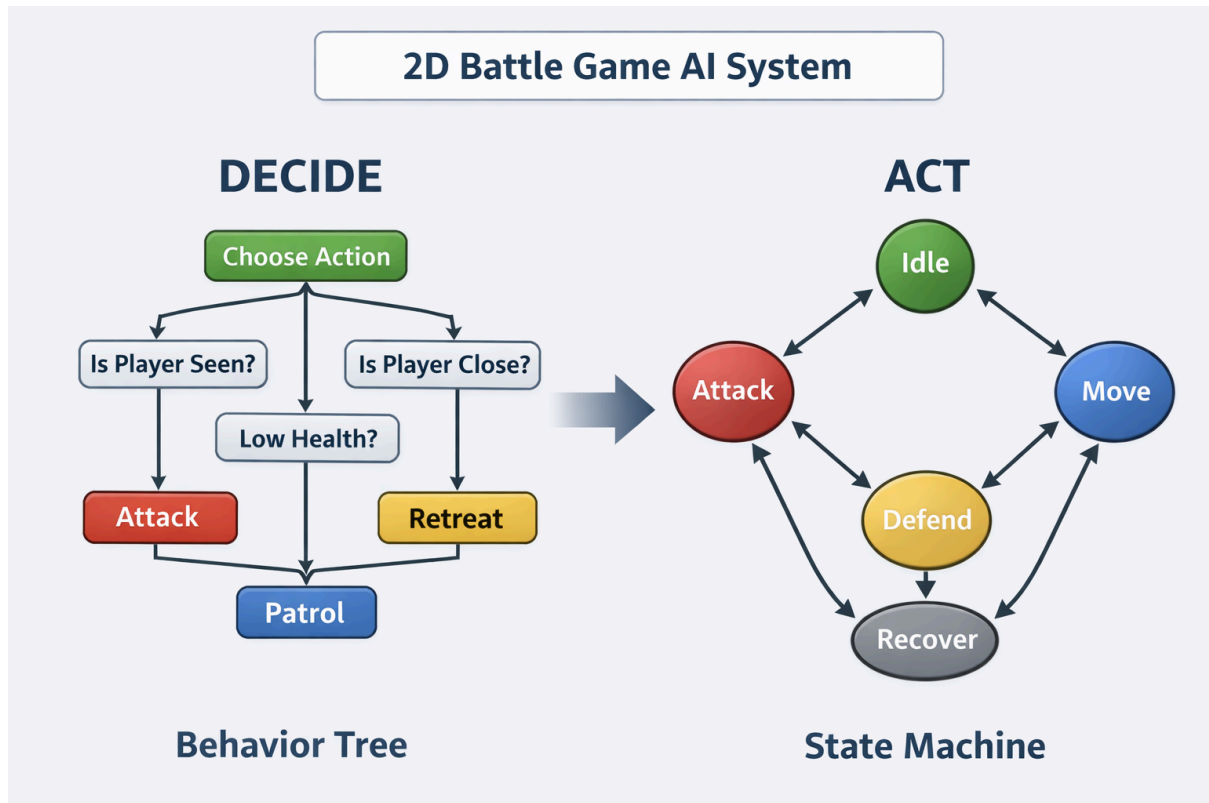 2D Battle Game AI System
DECIDE
Choose Action
Is Player Seen?
Is Player Close?
Low Health?
Attack
Retreat
Patrol
Behavior Tree
ACT
Idle
Attack
Move
Defend
Recover
State Machine